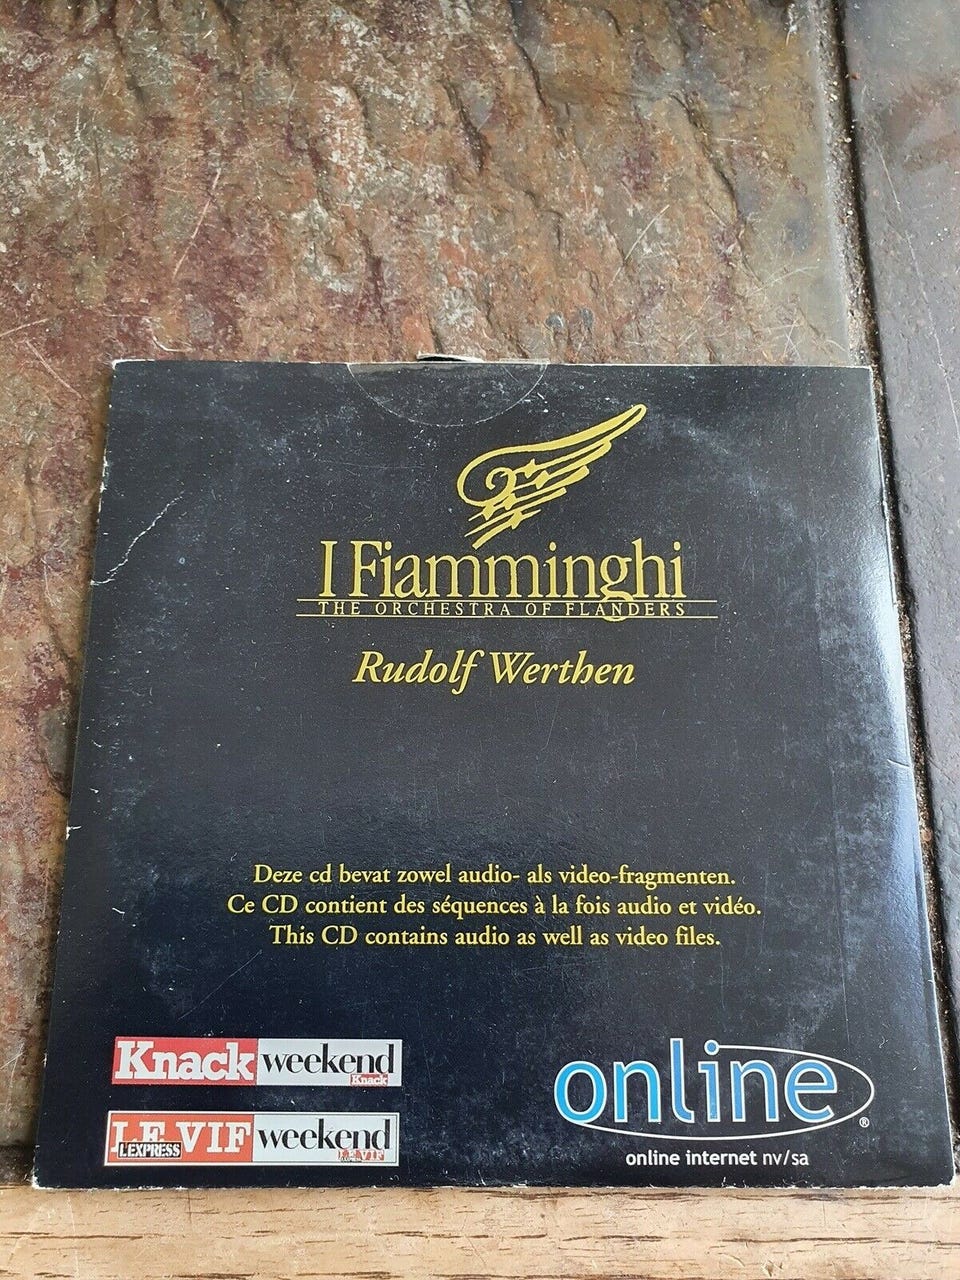 I Fiamminghi
THE ORCHESTRA OF FLANDERS
Rudolf Werthen
Deze cd bevat zowel audio- als video-fragmenten.
Ce CD contient des séquences à la fois audio et vidéo.
This CD contains audio as well as video files.
Knack weekend
Knack
LE VIF weekend
L'EXPRESS
LE VIF
online
®
online internet nv/sa